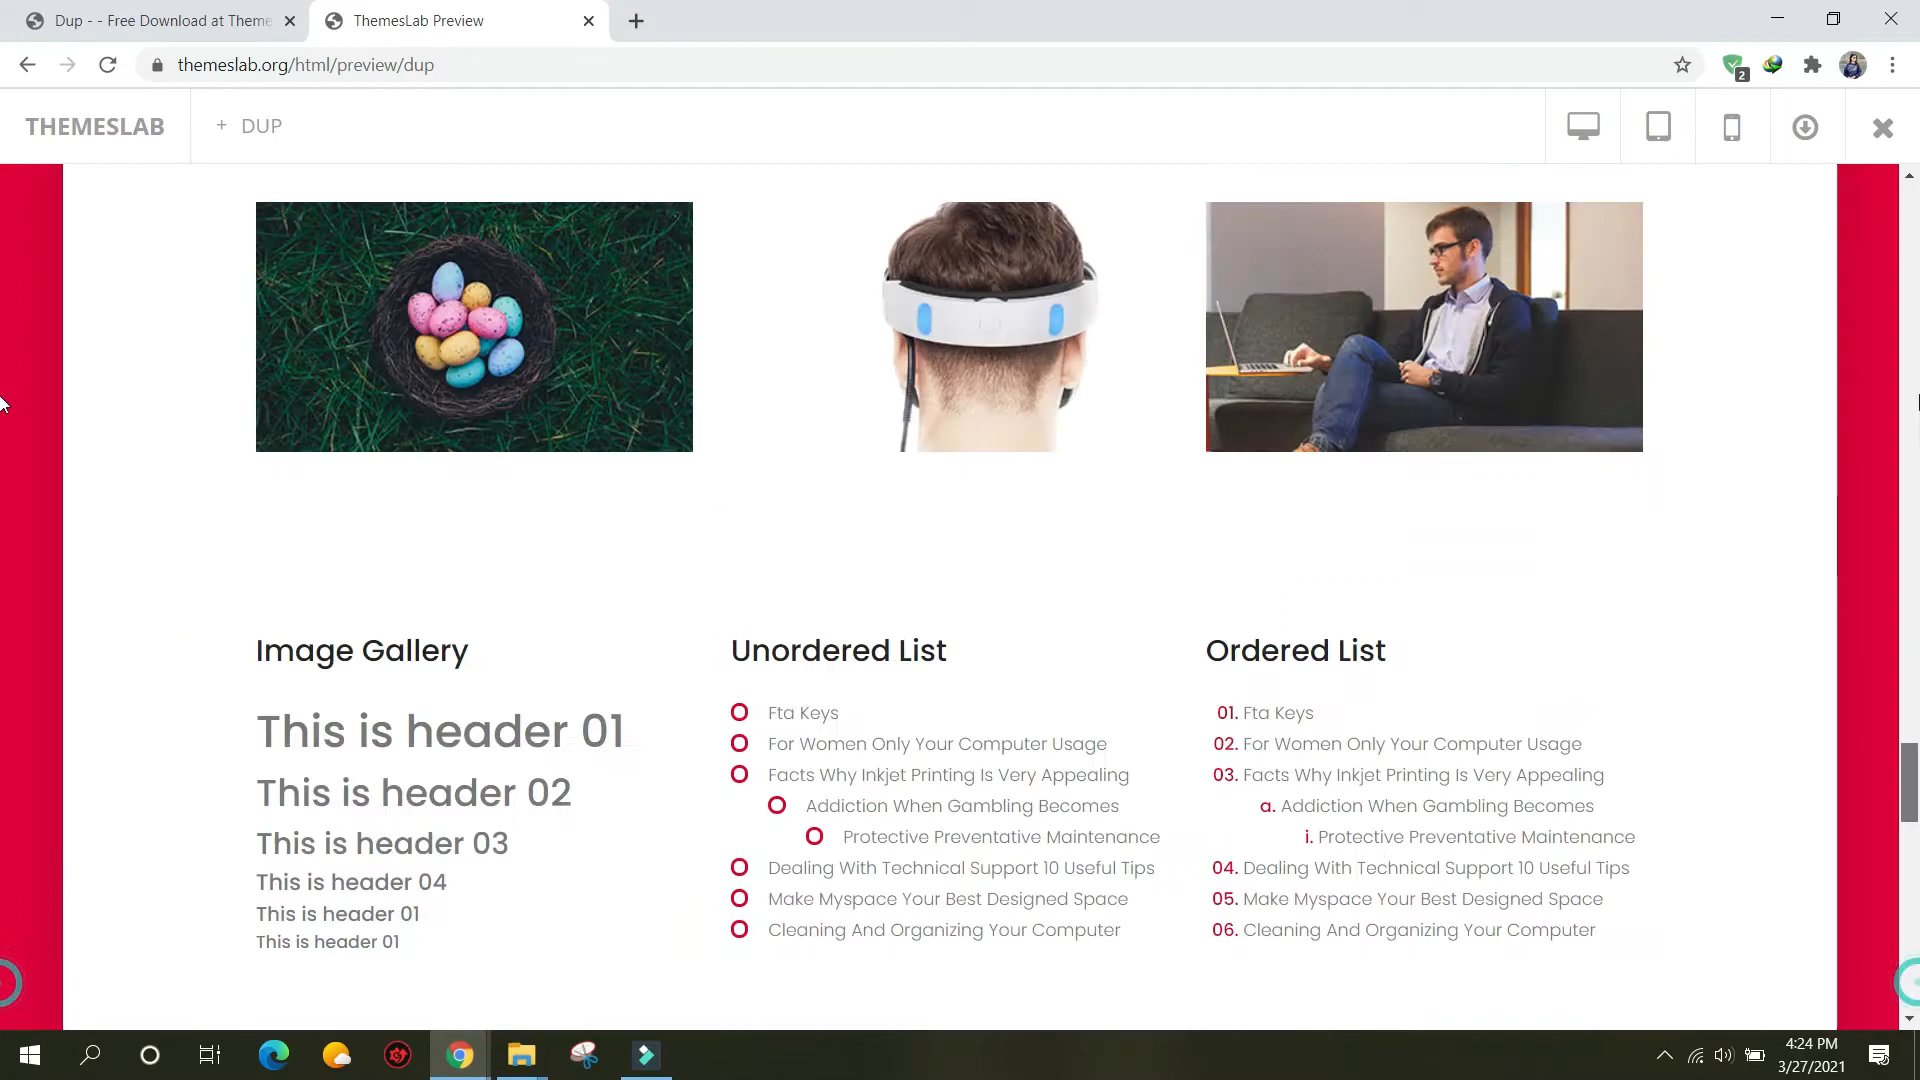 Dup - - Free Download at Theme
ThemesLab Preview
themeslab.org/html/preview/dup
2
THEMESLAB
+ DUP
Image Gallery
This is header 01
This is header 02
This is header 03
This is header 04
This is header 01
This is header 01
Unordered List
Fta Keys
For Women Only Your Computer Usage
Facts Why Inkjet Printing Is Very Appealing
Addiction When Gambling Becomes
Protective Preventative Maintenance
Dealing With Technical Support 10 Useful Tips
Make Myspace Your Best Designed Space
Cleaning And Organizing Your Computer
Ordered List
01. Fta Keys
02. For Women Only Your Computer Usage
03. Facts Why Inkjet Printing Is Very Appealing
a. Addiction When Gambling Becomes
i. Protective Preventative Maintenance
04. Dealing With Technical Support 10 Useful Tips
05. Make Myspace Your Best Designed Space
06. Cleaning And Organizing Your Computer
4:24 PM
3/27/2021